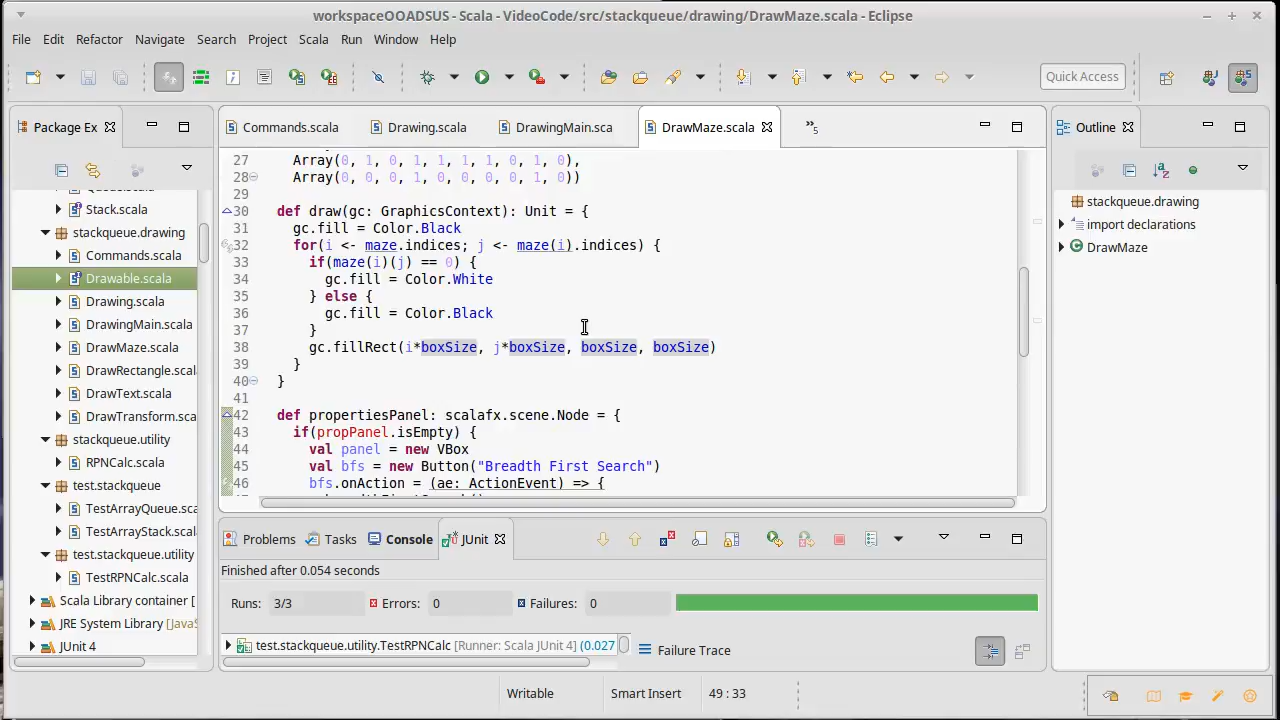 workspaceOOADSUS - Scala - VideoCode/src/stackqueue/drawing/DrawMaze.scala - Eclipse
File Edit Refactor Navigate Search Project Scala Run Window Help
Quick Access
Package Ex
Stack.scala
stackqueue.drawing
Commands.scala
Drawable.scala
Drawing.scala
DrawingMain.scala
DrawMaze.scala
DrawRectangle.scal
DrawText.scala
DrawTransform.sca
stackqueue.utility
RPNCalc.scala
test.stackqueue
TestArrayQueue.sca
TestArrayStack.scal
test.stackqueue.utility
TestRPNCalc.scala
Scala Library container [
JRE System Library [JavaS
JUnit 4
Commands.scala Drawing.scala DrawingMain.sca DrawMaze.scala »5
27 Array(0, 1, 0, 1, 1, 1, 1, 0, 1, 0),
28 Array(0, 0, 0, 1, 0, 0, 0, 0, 1, 0))
29
30 def draw(gc: GraphicsContext): Unit = {
31 gc.fill = Color.Black
32 for(i <- maze.indices; j <- maze(i).indices) {
33 if(maze(i)(j) == 0) {
34 gc.fill = Color.White
35 } else {
36 gc.fill = Color.Black
37 }
38 gc.fillRect(i*boxSize, j*boxSize, boxSize, boxSize)
39 }
40 }
41
42 def propertiesPanel: scalafx.scene.Node = {
43 if(propPanel.isEmpty) {
44 val panel = new VBox
45 val bfs = new Button("Breadth First Search")
46 bfs.onAction = (ae: ActionEvent) => {
Problems Tasks Console JUnit
Finished after 0.054 seconds
Runs: 3/3 Errors: 0 Failures: 0
test.stackqueue.utility.TestRPNCalc [Runner: Scala JUnit 4] (0.027
Failure Trace
Outline
stackqueue.drawing
import declarations
DrawMaze
Writable Smart Insert 49 : 33